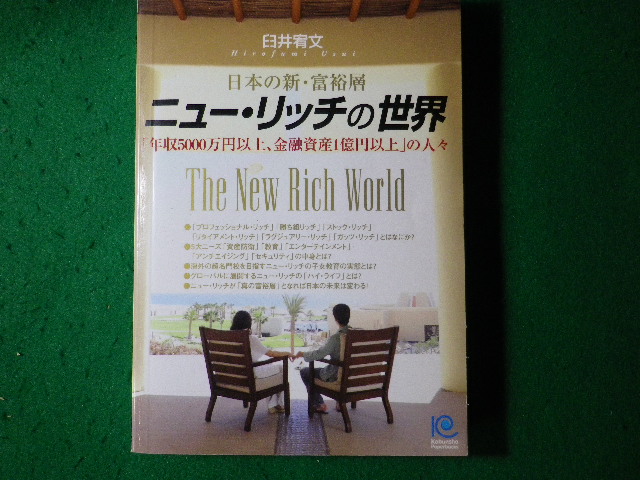 臼井宥文
Hirofumi Usui
日本の新・富裕層
ニュー・リッチの世界
「年収5000万円以上、金融資産1億円以上」の人々
The New Rich World
●「プロフェッショナル・リッチ」「勝ち組リッチ」「ストック・リッチ」
「リタイアメント・リッチ」「ラグジュアリー・リッチ」「ガッツ・リッチ」とはなにか?
●5大ニーズ「資産防衛」「教育」「エンターテインメント」
「アンチエイジング」「セキュリティ」の中身とは?
●海外の超名門校を目指すニュー・リッチの子女教育の実態とは?
●グローバルに展開するニュー・リッチの「ハイ・ライフ」とは?
●ニュー・リッチが「真の富裕層」となれば日本の未来は変わる!
Kobunsha
Paperbacks